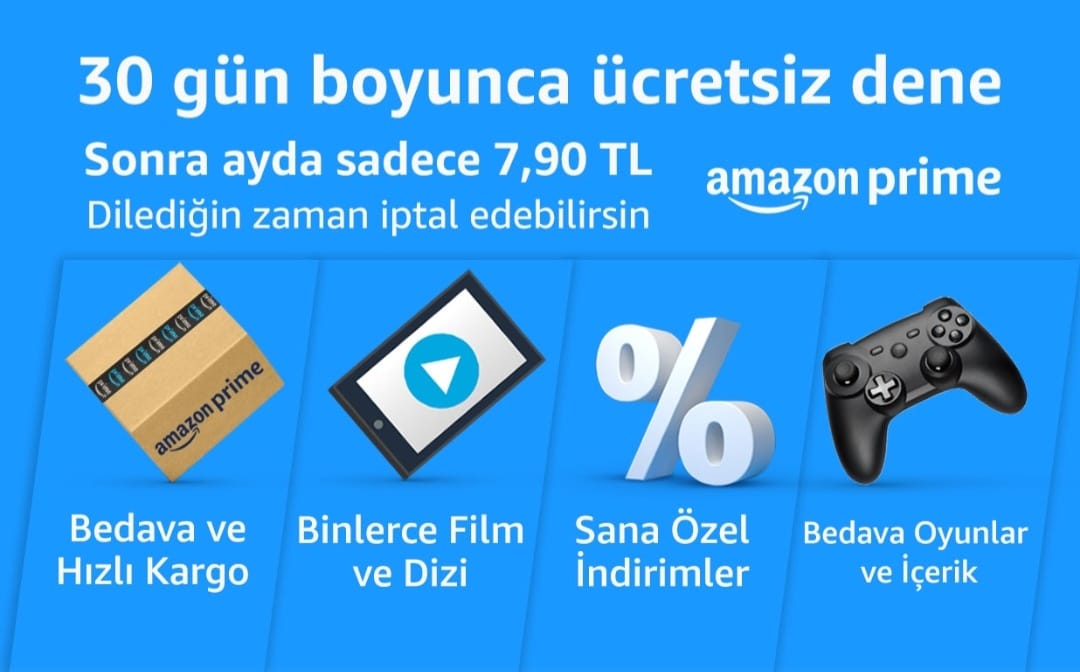 30 gün boyunca ücretsiz dene
Sonra ayda sadece 7,90 TL
Dilediğin zaman iptal edebilirsin
amazon prime
amazon prime
Bedava ve
Hızlı Kargo
Binlerce Film
ve Dizi
Sana Özel
İndirimler
Bedava Oyunlar
ve İçerik
%